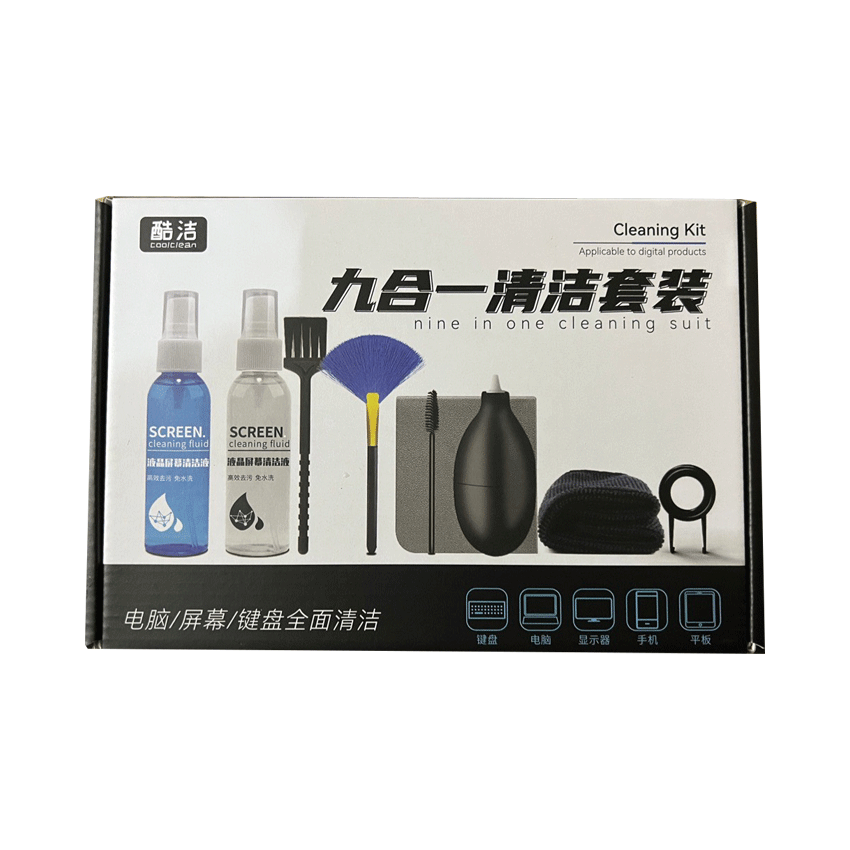 酷洁
coolclean
Cleaning Kit
Applicable to digital products
九合一清洁套装
nine in one cleaning suit
SCREEN.
cleaning fluid
液晶屏幕清洁液
高效去污 免水洗
SCREEN.
cleaning fluid
液晶屏幕清洁液
高效去污 免水洗
电脑/屏幕/键盘全面清洁
键盘 电脑 显示器 手机 平板